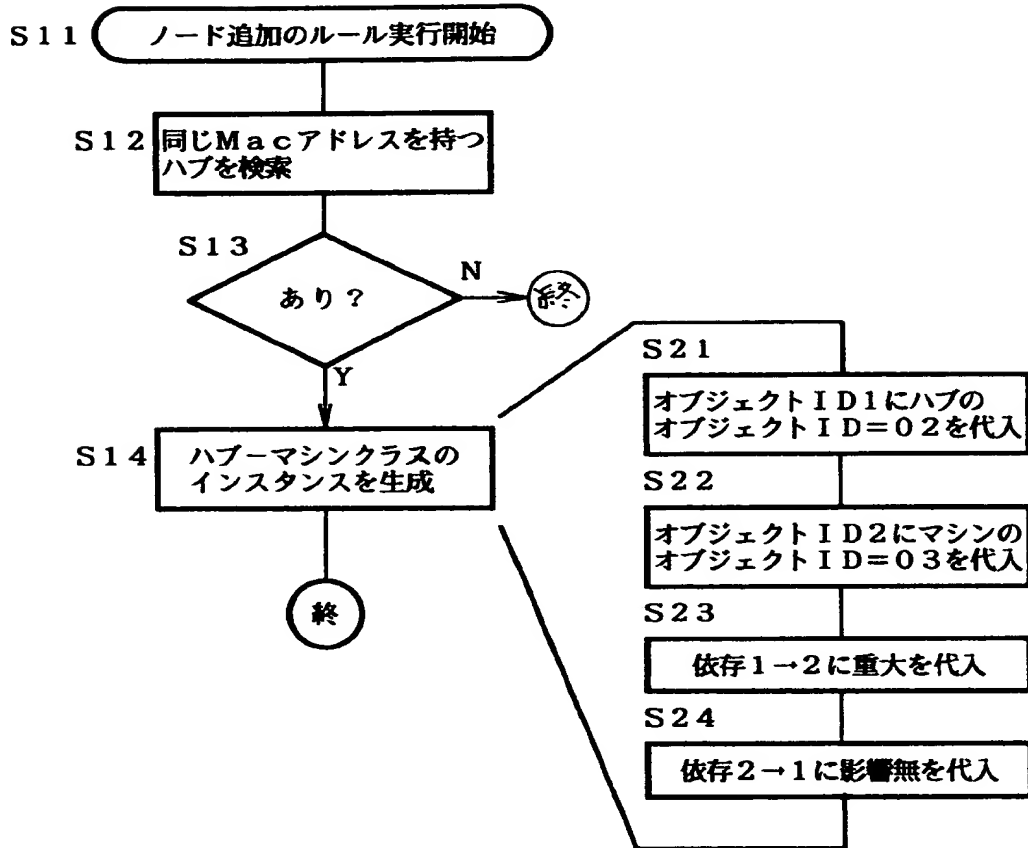 S11 ノード追加のルール実行開始
S12 同じMacアドレスを持つ
ハブを検索
S13
あり?
N
終
Y
S14 ハブーマシンクラスの
インスタンスを生成
終
S21
オブジェクトID1にハブの
オブジェクトID=02を代入
S22
オブジェクトID2にマシンの
オブジェクトID=03を代入
S23
依存1→2に重大を代入
S24
依存2→1に影響無を代入